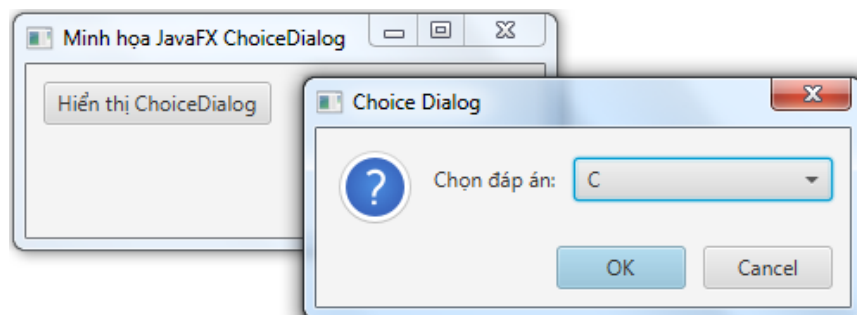 Minh họa JavaFX ChoiceDialog
Hiển thị ChoiceDialog
Choice Dialog
?
Chọn đáp án:
C
OK
Cancel